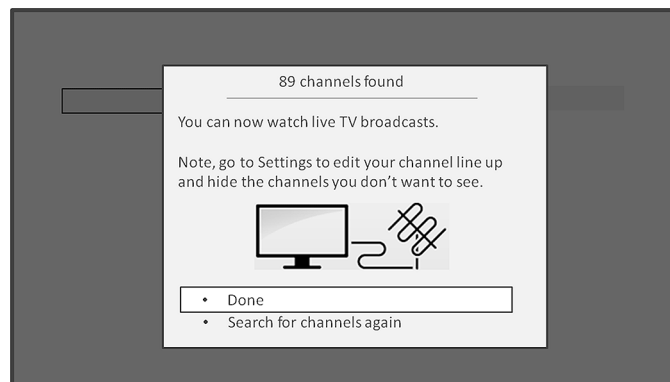 89 channels found
You can now watch live TV broadcasts.
Note, go to Settings to edit your channel line up
and hide the channels you don’t want to see.
• Done
• Search for channels again